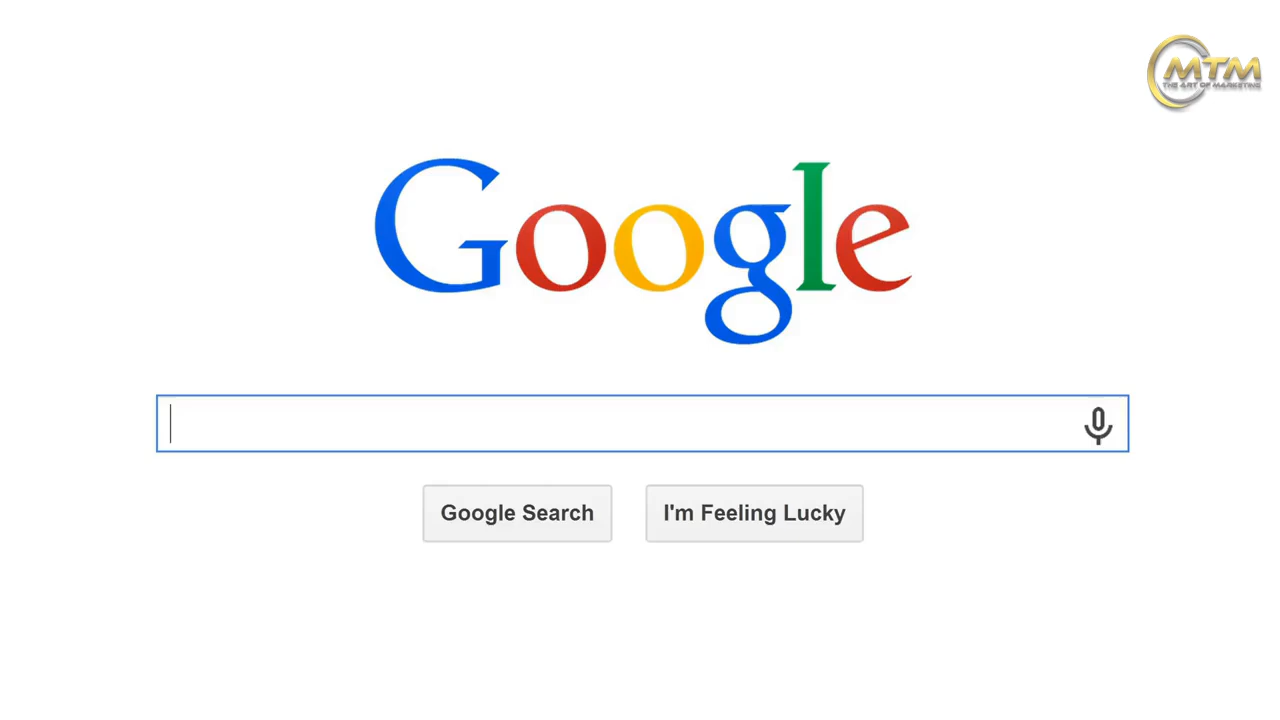 MTM
THE ART OF MARKETING
Google
Google Search
I'm Feeling Lucky